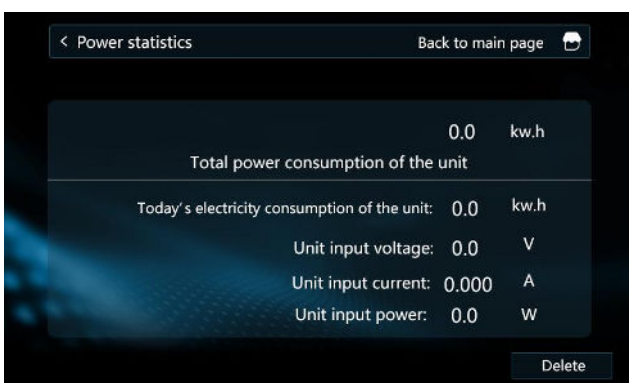 < Power statistics Back to main page
0.0 kw.h
Total power consumption of the unit
Today's electricity consumption of the unit: 0.0 kw.h
Unit input voltage: 0.0 V
Unit input current: 0.000 A
Unit input power: 0.0 W
Delete